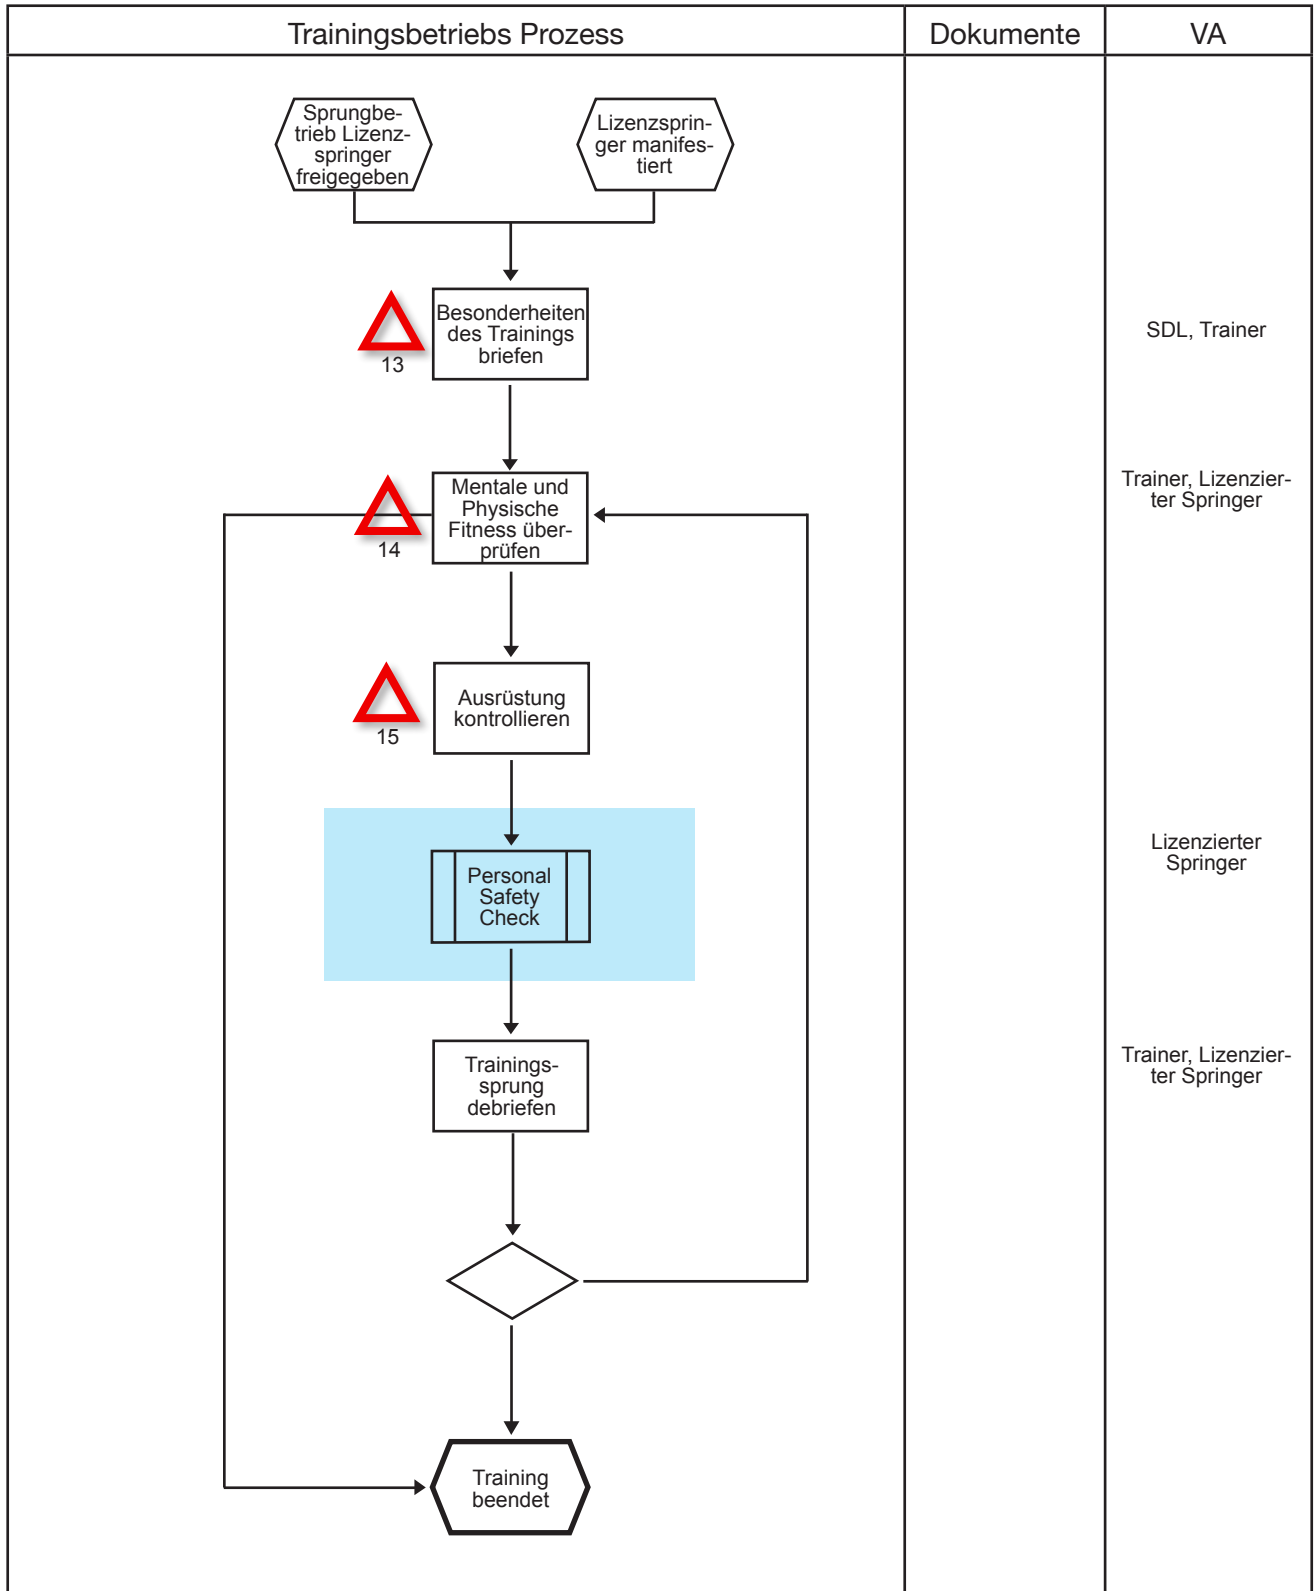 Trainingsbetriebs Prozess
Dokumente
VA
Sprungbe-
trieb Lizenz-
springer
freigegeben
Lizenzsprin-
ger manifes-
tiert
Besonderheiten
des Trainings
briefen
13
SDL, Trainer
Mentale und
Physische
Fitness über-
prüfen
14
Trainer, Lizenzier-
ter Springer
Ausrüstung
kontrollieren
15
Personal
Safety
Check
Lizenzierter
Springer
Trainings-
sprung
debriefen
Trainer, Lizenzier-
ter Springer
Training
beendet